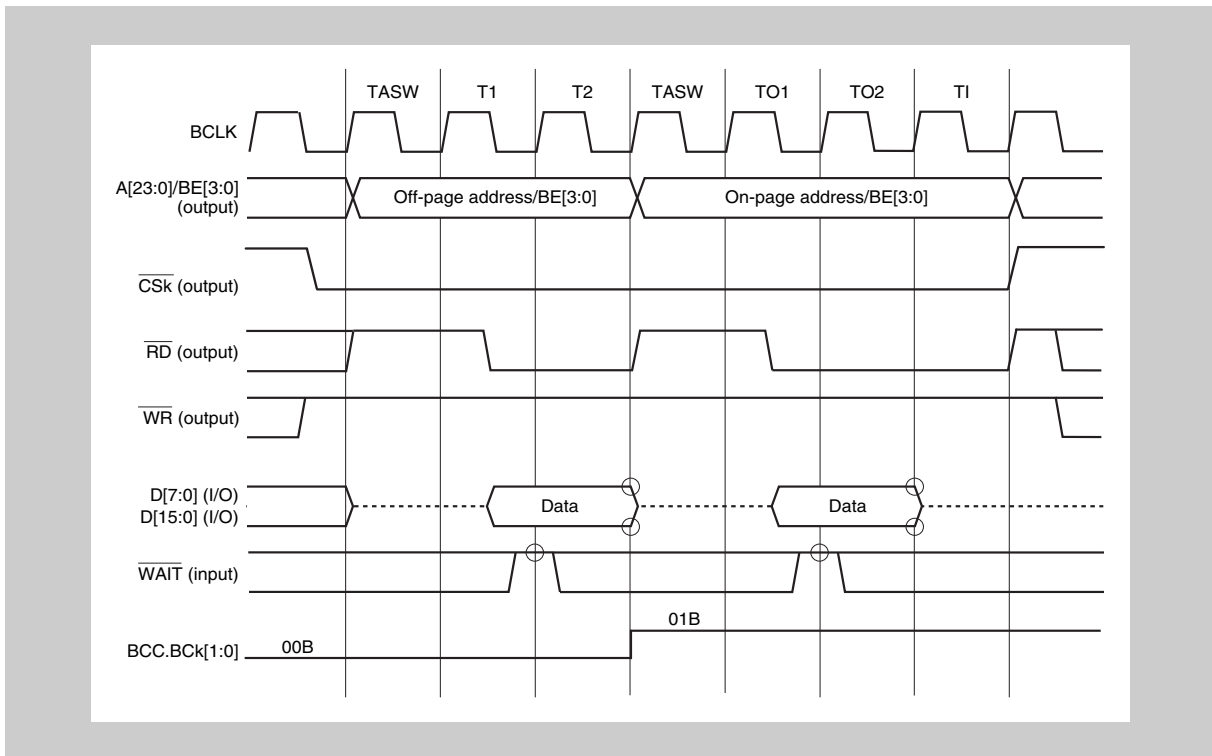 TASW T1 T2 TASW TO1 TO2 TI
BCLK
A[23:0]/BE[3:0]
(output)
Off-page address/BE[3:0] On-page address/BE[3:0]
CSk (output)
RD (output)
WR (output)
D[7:0] (I/O)
D[15:0] (I/O)
Data Data
WAIT (input)
01B
BCC.BCk[1:0] 00B